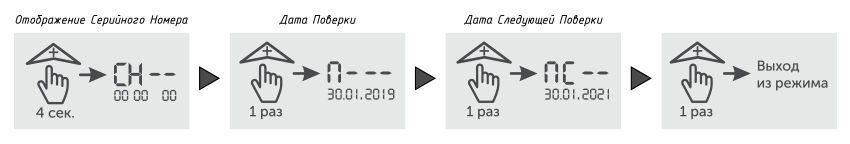 Отображение Серийного Номера
Дата Поверки
Дата Следующей Поверки
+
СН--
00 00 00
4 сек.
+
П---
30.01.2019
1 раз
+
ПС--
30.01.2021
1 раз
+
Выход
из режима
1 раз